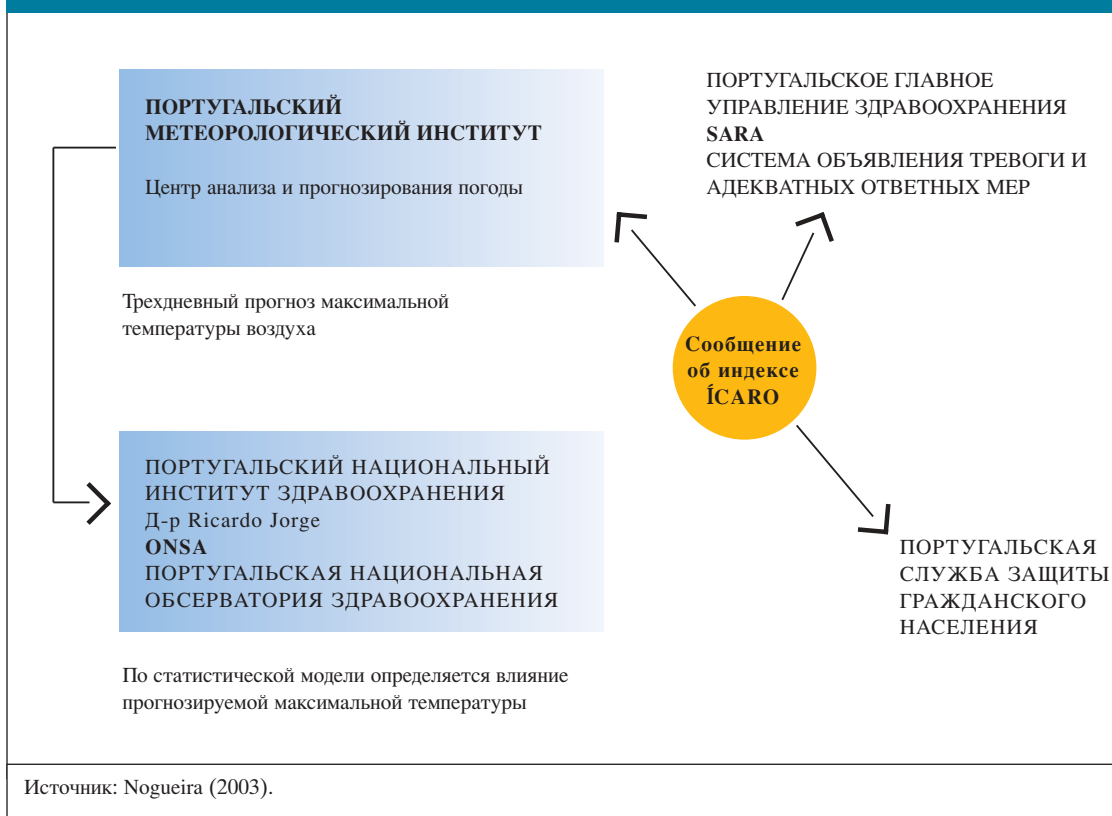 ПОРТУГАЛЬСКИЙ
МЕТЕОРОЛОГИЧЕСКИЙ ИНСТИТУТ
Центр анализа и прогнозирования погоды
Трехдневный прогноз максимальной
температуры воздуха
ПОРТУГАЛЬСКОЕ ГЛАВНОЕ
УПРАВЛЕНИЕ ЗДРАВООХРАНЕНИЯ
SARA
СИСТЕМА ОБЪЯВЛЕНИЯ ТРЕВОГИ И
АДЕКВАТНЫХ ОТВЕТНЫХ МЕР
Сообщение
об индексе
ÍCARO
ПОРТУГАЛЬСКИЙ НАЦИОНАЛЬНЫЙ
ИНСТИТУТ ЗДРАВООХРАНЕНИЯ
Д-р Ricardo Jorge
ONSA
ПОРТУГАЛЬСКАЯ НАЦИОНАЛЬНАЯ
ОБСЕРВАТОРИЯ ЗДРАВООХРАНЕНИЯ
По статистической модели определяется влияние
прогнозируемой максимальной температуры
ПОРТУГАЛЬСКАЯ
СЛУЖБА ЗАЩИТЫ
ГРАЖДАНСКОГО
НАСЕЛЕНИЯ
Источник: Nogueira (2003).